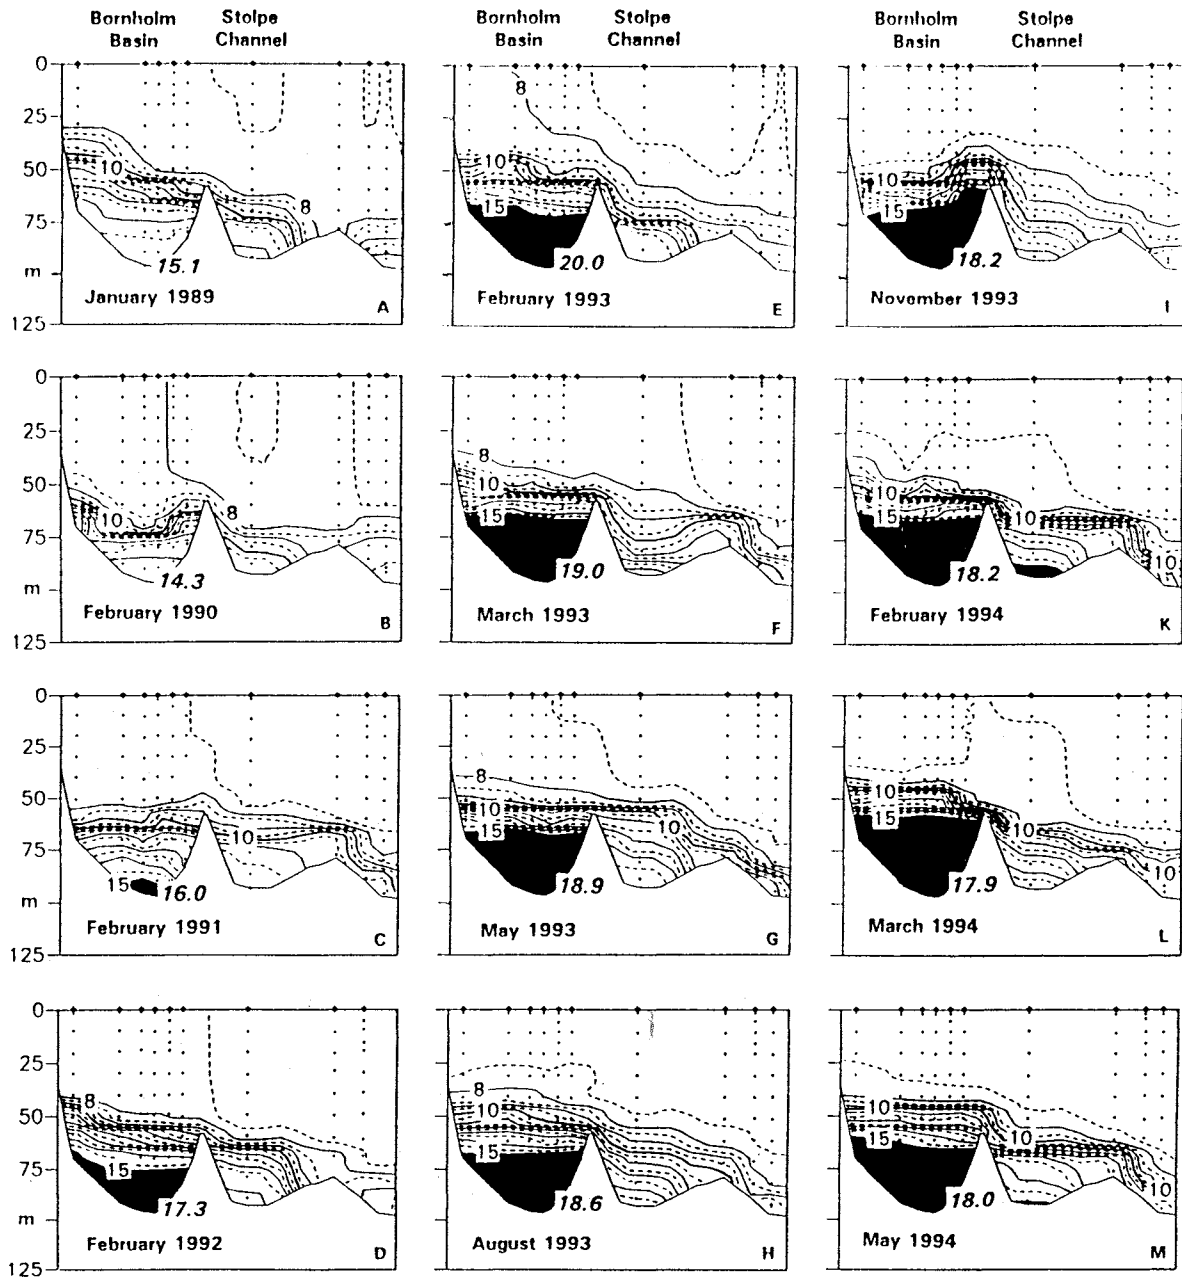 Bornholm Basin
Stolpe Channel
Bornholm Basin
Stolpe Channel
Bornholm Basin
Stolpe Channel
0
25
50
75
m
125
10
8
15.1
January 1989
A
8
10
15
20.0
February 1993
E
10
15
18.2
November 1993
I
0
25
50
75
m
125
10
8
14.3
February 1990
B
8
10
15
19.0
March 1993
F
10
15
10
10
18.2
February 1994
K
0
25
50
75
m
125
10
15
16.0
February 1991
C
8
10
15
10
18.9
May 1993
G
10
15
10
10
17.9
March 1994
L
0
25
50
75
m
125
8
15
17.3
February 1992
D
8
10
15
18.6
August 1993
H
10
15
10
10
18.0
May 1994
M